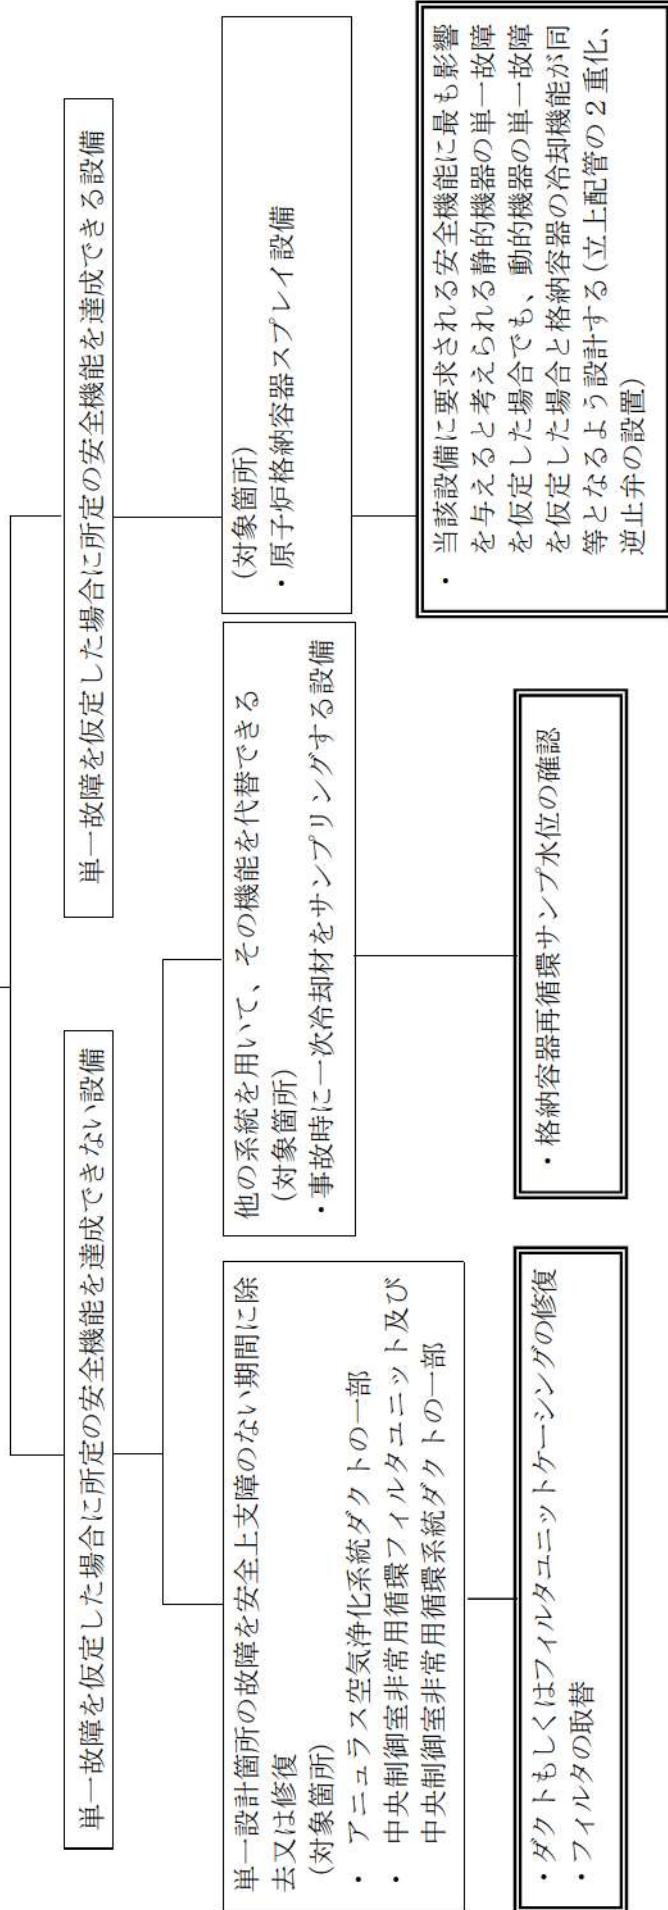 単一故障を仮定した場合に所定の安全機能を達成できない設備
単一故障を仮定した場合に所定の安全機能を達成できる設備
単一設計箇所の故障を安全上支障のない期間に除
去又は修復
(対象箇所)
・ アニュラス空気浄化系統ダクトの一部
・ 中央制御室非常用循環フィルタユニット及び
中央制御室非常用循環系統ダクトの一部
他の系統を用いて、その機能を代替できる
(対象箇所)
・事故時に一次冷却材をサンプリングする設備
(対象箇所)
・原子炉格納容器スプレイ設備
・ダクトもしくはフィルタユニットケーシングの修復
・フィルタの取替
・格納容器再循環サンプ水位の確認
・ 当該設備に要求される安全機能に最も影響
を与えると考えられる静的機器の単一故障
を仮定した場合でも、動的機器の単一故障
を仮定した場合と格納容器の冷却機能が同
等となるよう設計する(立上配管の2重化、
逆止弁の設置)